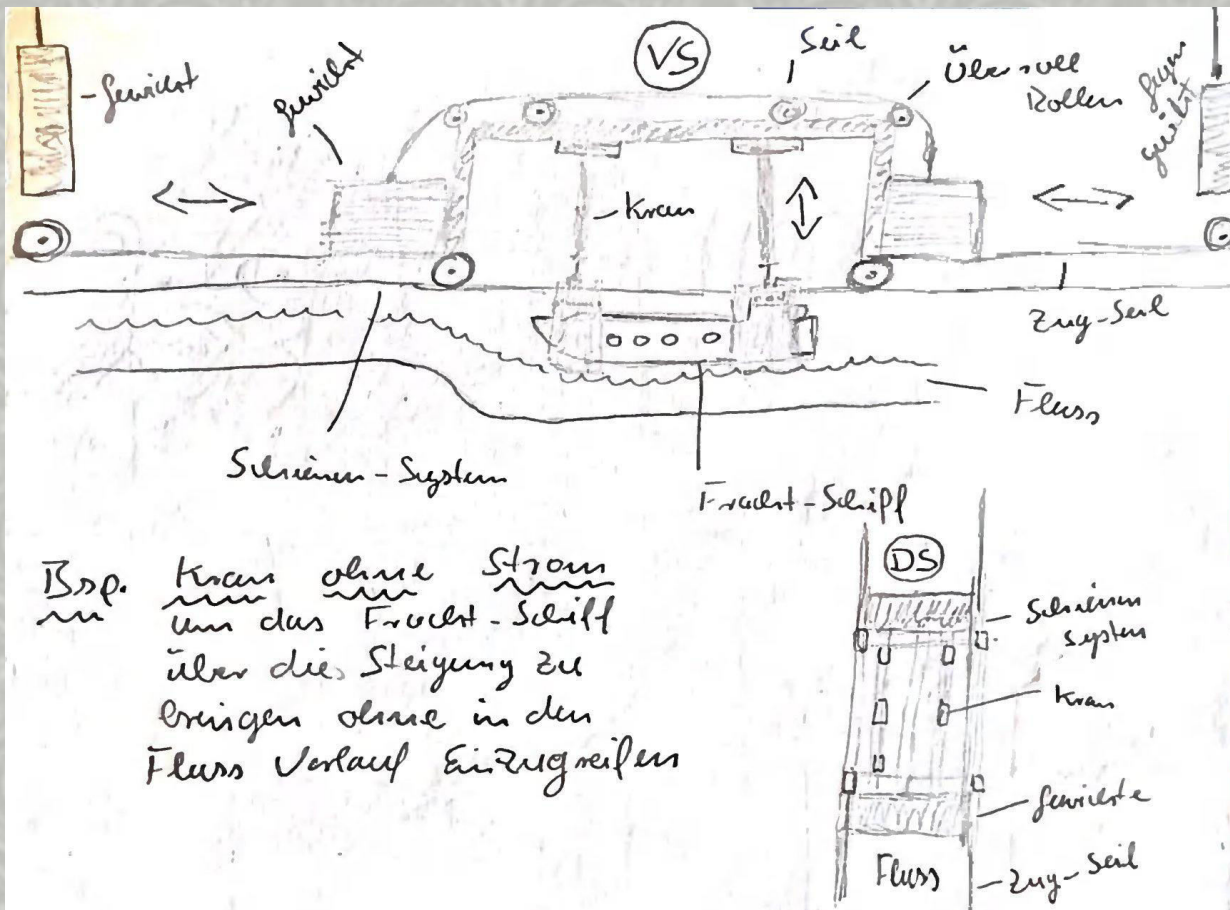 Gewicht
Gewicht
VS
Seil
Überroll
Rollen
Gegen
gewicht
Kran
Zug-Seil
Fluss
Schienen-System
Fracht-Schiff
Bsp. Kran ohne Strom
um das Fracht-Schiff
über die Steigung zu
bringen ohne in den
Fluss Verlauf Einzugreifen
DS
Schienen
system
Kran
Gewichte
Fluss
Zug-Seil